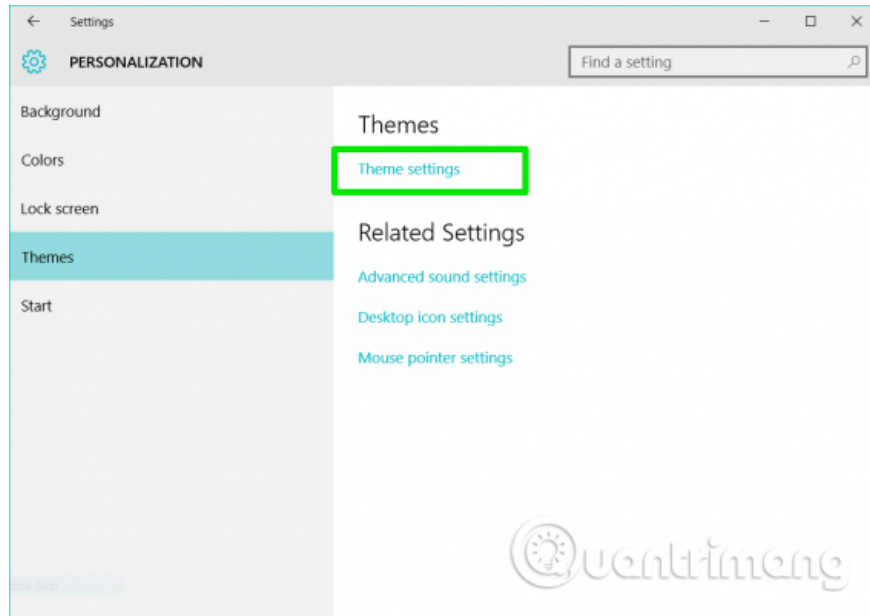 Settings
PERSONALIZATION
Find a setting
Background
Colors
Lock screen
Themes
Start
Themes
Theme settings
Related Settings
Advanced sound settings
Desktop icon settings
Mouse pointer settings
Quantrimang